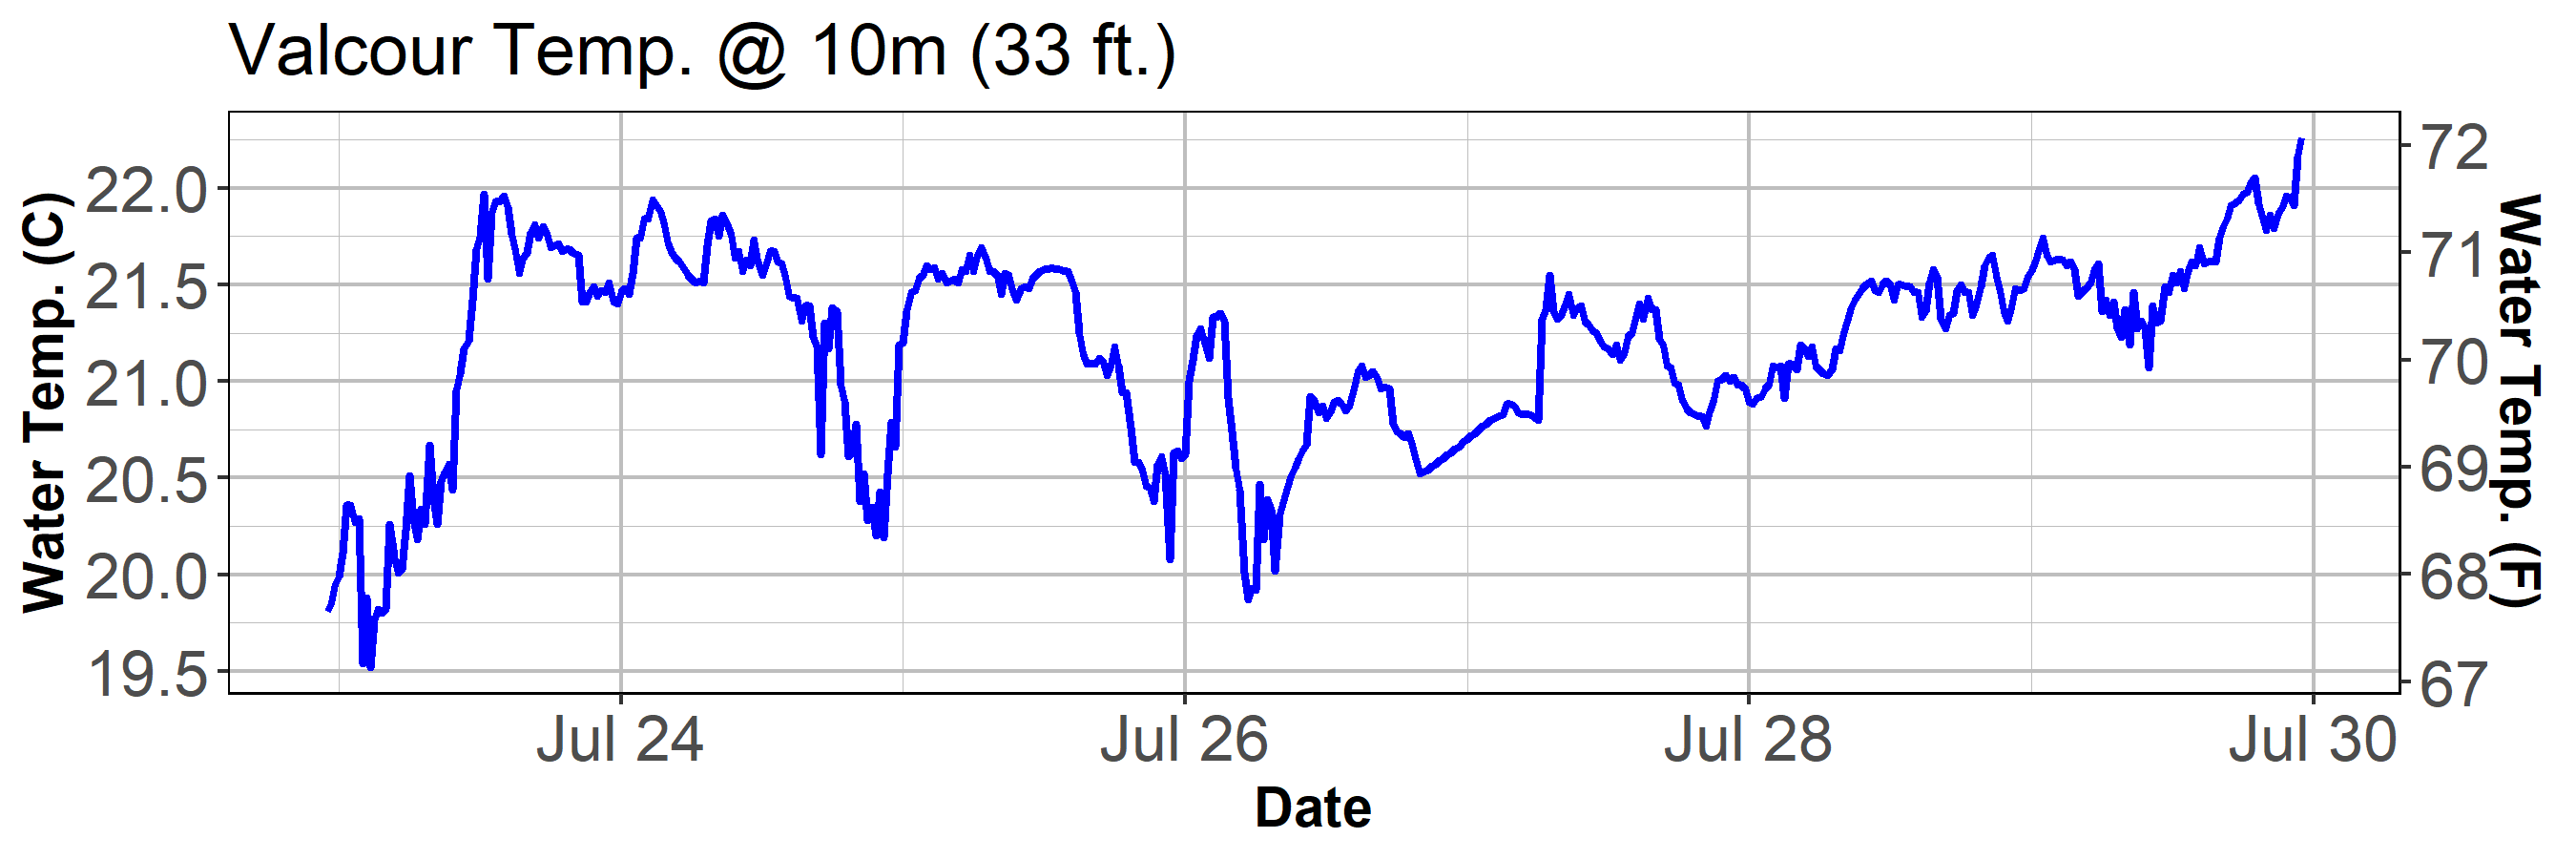 Valcour Temp. @ 10m (33 ft.)
Water Temp. (C)
22.0
21.5
21.0
20.5
20.0
19.5
72
71
70
69
68
67
Water Temp. (F)
Jul 24
Jul 26
Jul 28
Jul 30
Date